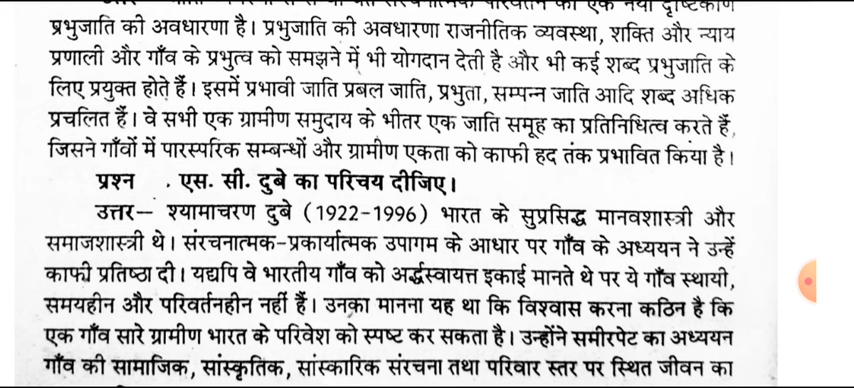 प्रभुजाति की अवधारणा है। प्रभुजाति की अवधारणा राजनीतिक व्यवस्था, शक्ति और न्याय
प्रणाली और गाँव के प्रभुत्व को समझने में भी योगदान देती है और भी कई शब्द प्रभुजाति के
लिए प्रयुक्त होते हैं। इसमें प्रभावी जाति प्रबल जाति, प्रभुता, सम्पन्न जाति आदि शब्द अधिक
प्रचलित हैं। वे सभी एक ग्रामीण समुदाय के भीतर एक जाति समूह का प्रतिनिधित्व करते हैं,
जिसने गाँवों में पारस्परिक सम्बन्धों और ग्रामीण एकता को काफी हद तक प्रभावित किया है।
प्रश्न . एस. सी. दुबे का परिचय दीजिए।
उत्तर— श्यामाचरण दुबे (1922-1996) भारत के सुप्रसिद्ध मानवशास्त्री और
समाजशास्त्री थे। संरचनात्मक-प्रकार्यात्मक उपागम के आधार पर गाँव के अध्ययन ने उन्हें
काफी प्रतिष्ठा दी। यद्यपि वे भारतीय गाँव को अर्द्धस्वायत्त इकाई मानते थे पर ये गाँव स्थायी,
समयहीन और परिवर्तनहीन नहीं हैं। उनका मानना यह था कि विश्वास करना कठिन है कि
एक गाँव सारे ग्रामीण भारत के परिवेश को स्पष्ट कर सकता है। उन्होंने समीरपेट का अध्ययन
गाँव की सामाजिक, सांस्कृतिक, सांस्कारिक संरचना तथा परिवार स्तर पर स्थित जीवन का